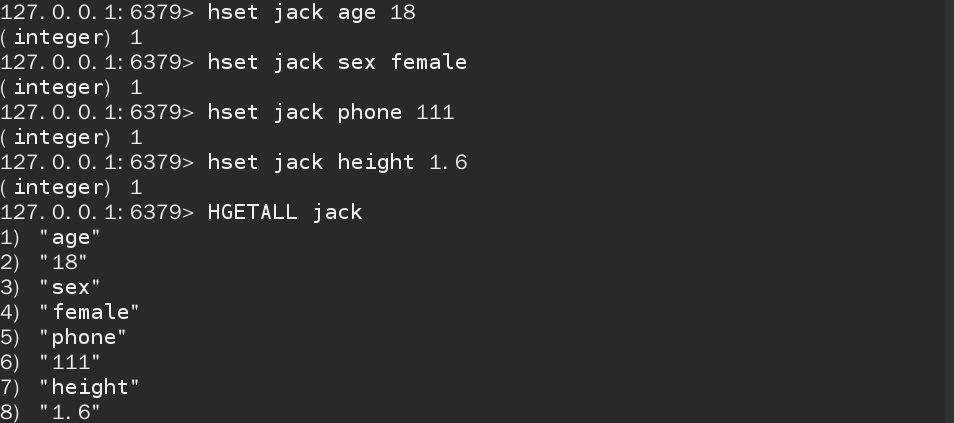 127.0.0.1:6379> hset jack age 18
(integer) 1
127.0.0.1:6379> hset jack sex female
(integer) 1
127.0.0.1:6379> hset jack phone 111
(integer) 1
127.0.0.1:6379> hset jack height 1.6
(integer) 1
127.0.0.1:6379> HGETALL jack
1) "age"
2) "18"
3) "sex"
4) "female"
5) "phone"
6) "111"
7) "height"
8) "1.6"